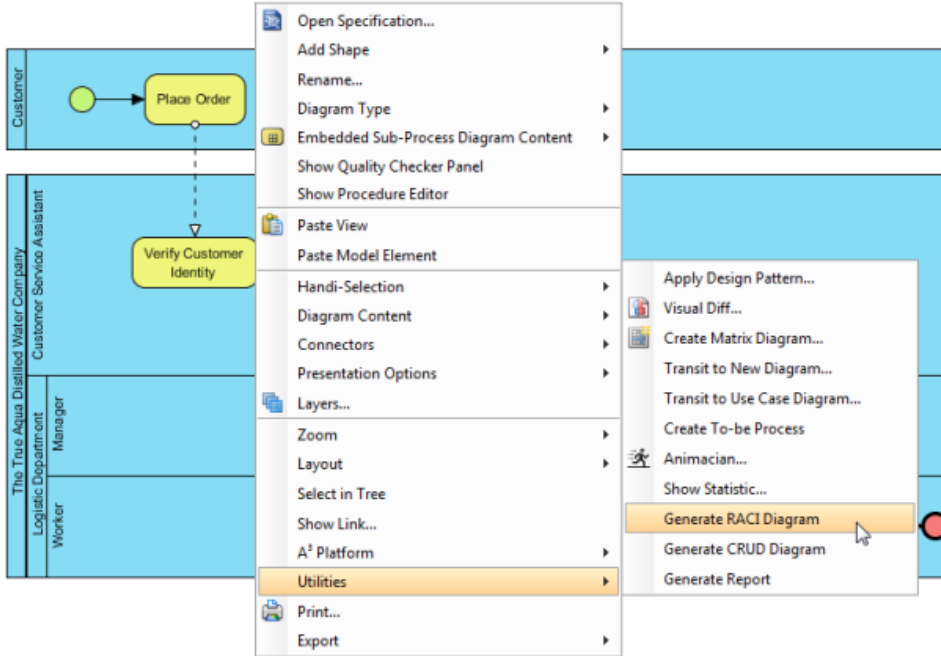 Customer
Place Order
The True Aqua Distilled Water Company
Customer Service Assistant
Verify Customer
Identity
Logistic Department
Manager
Worker
Open Specification...
Add Shape
Rename...
Diagram Type
Embedded Sub-Process Diagram Content
Show Quality Checker Panel
Show Procedure Editor
Paste View
Paste Model Element
Handi-Selection
Diagram Content
Connectors
Presentation Options
Layers...
Zoom
Layout
Select in Tree
Show Link...
A³ Platform
Utilities
Print...
Export
Apply Design Pattern...
Visual Diff...
Create Matrix Diagram...
Transit to New Diagram...
Transit to Use Case Diagram...
Create To-be Process
Animacian...
Show Statistic...
Generate RACI Diagram
Generate CRUD Diagram
Generate Report